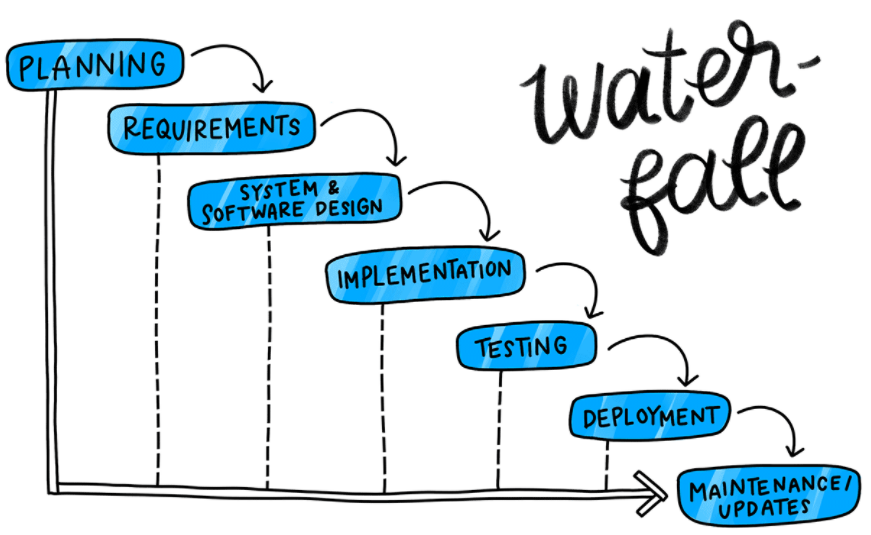 PLANNING
water-
fall
REQUIREMENTS
SYSTEM &
SOFTWARE DESIGN
IMPLEMENTATION
TESTING
DEPLOYMENT
MAINTENANCE/
UPDATES